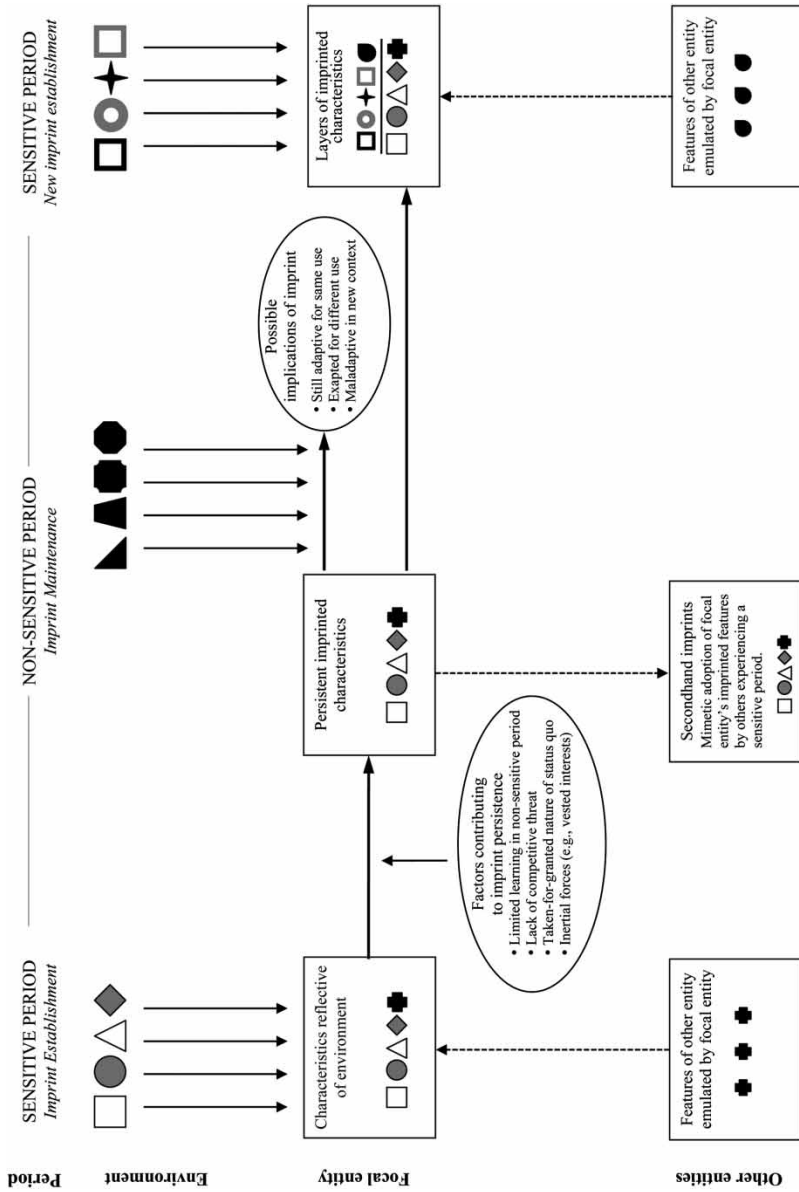 Period
SENSITIVE PERIOD
Imprint Establishment
NON-SENSITIVE PERIOD
Imprint Maintenance
SENSITIVE PERIOD
New imprint establishment
Environment
Focal entity
Characteristics reflective
of environment
Factors contributing
to imprint persistence
• Limited learning in non-sensitive period
• Lack of competitive threat
• Taken-for-granted nature of status quo
• Inertial forces (e.g., vested interests)
Persistent imprinted
characteristics
Possible
implications of imprint
• Still adaptive for same use
• Exapted for different use
• Maladaptive in new context
Layers of imprinted
characteristics
Other entities
Features of other entity
emulated by focal entity
Secondhand imprints
Mimetic adoption of focal
entity's imprinted features
by others experiencing a
sensitive period.
Features of other entity
emulated by focal entity